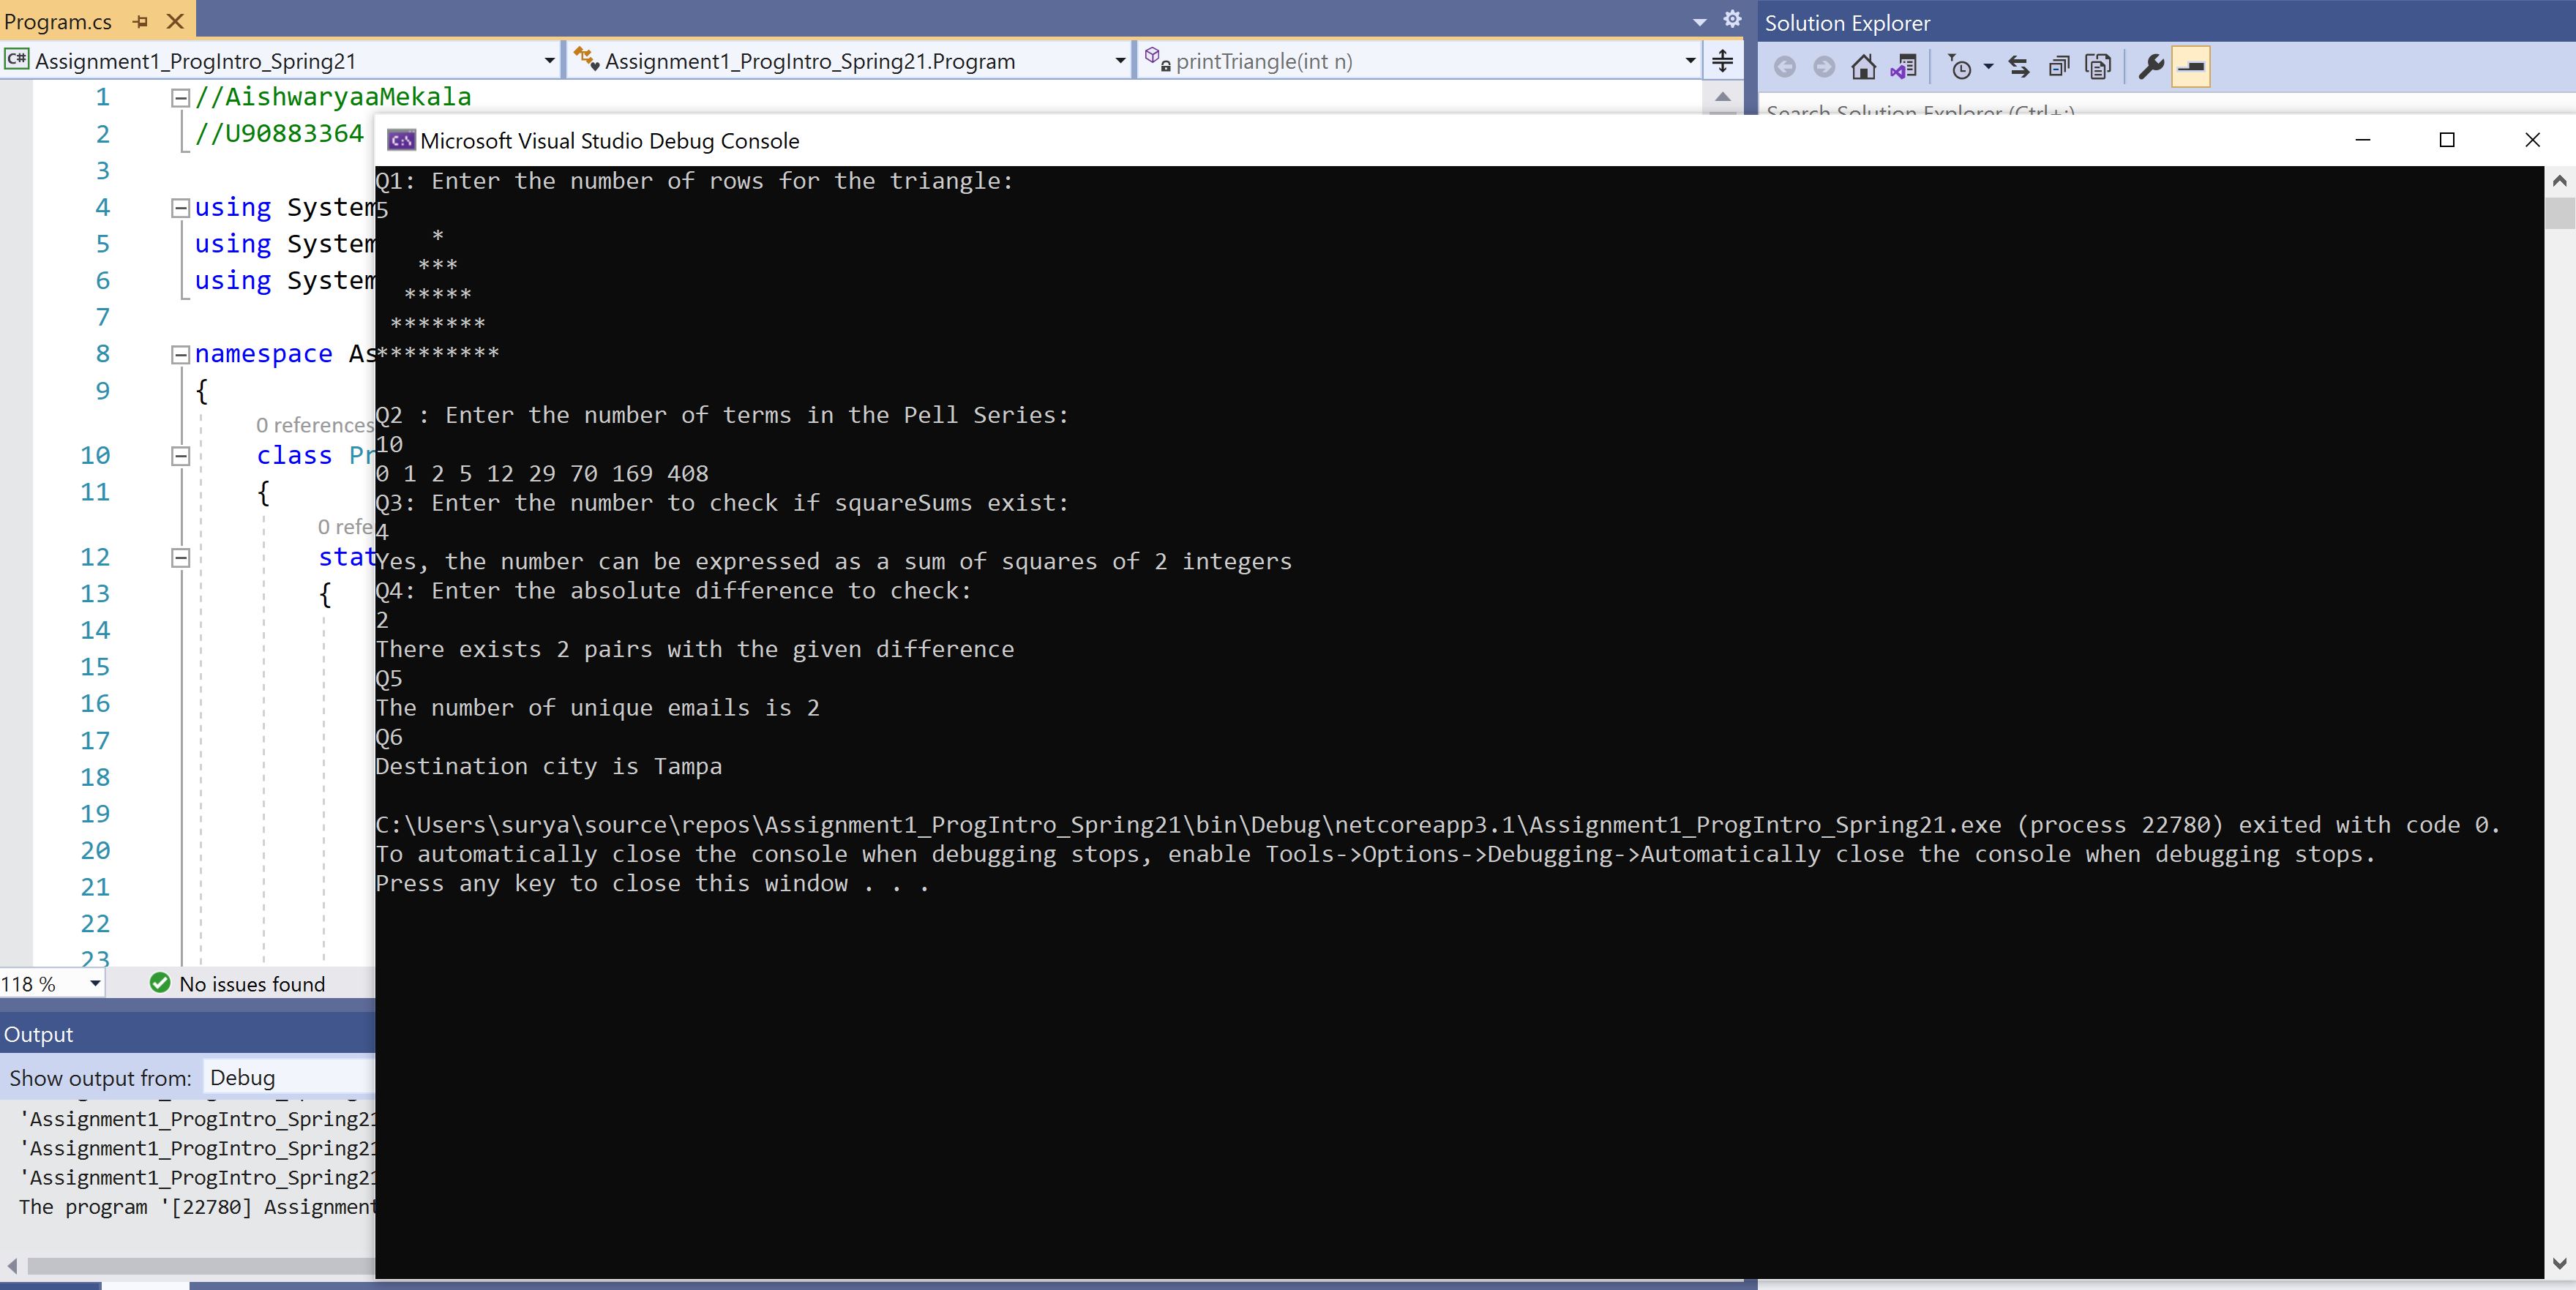 Program.cs
Solution Explorer
C# Assignment1_ProgIntro_Spring21
Assignment1_ProgIntro_Spring21.Program
printTriangle(int n)
Search Solution Explorer (Ctrl+;)
1 //AishwaryaaMekala
2 //U90883364
3
4 using System
5 using System
6 using System
7
8 namespace As
9 {
0 references
10 class Pr
11 {
0 refe
12 stat
13 {
14
15
16
17
18
19
20
21
22
23
118 %
No issues found
Output
Show output from: Debug
'Assignment1_ProgIntro_Spring21
'Assignment1_ProgIntro_Spring21
'Assignment1_ProgIntro_Spring21
The program '[22780] Assignment
Microsoft Visual Studio Debug Console
Q1: Enter the number of rows for the triangle:
5
    *
   ***
  *****
 *******
*********
Q2 : Enter the number of terms in the Pell Series:
10
0 1 2 5 12 29 70 169 408
Q3: Enter the number to check if squareSums exist:
4
Yes, the number can be expressed as a sum of squares of 2 integers
Q4: Enter the absolute difference to check:
2
There exists 2 pairs with the given difference
Q5
The number of unique emails is 2
Q6
Destination city is Tampa
C:\Users\surya\source\repos\Assignment1_ProgIntro_Spring21\bin\Debug\netcoreapp3.1\Assignment1_ProgIntro_Spring21.exe (process 22780) exited with code 0.
To automatically close the console when debugging stops, enable Tools->Options->Debugging->Automatically close the console when debugging stops.
Press any key to close this window . . .